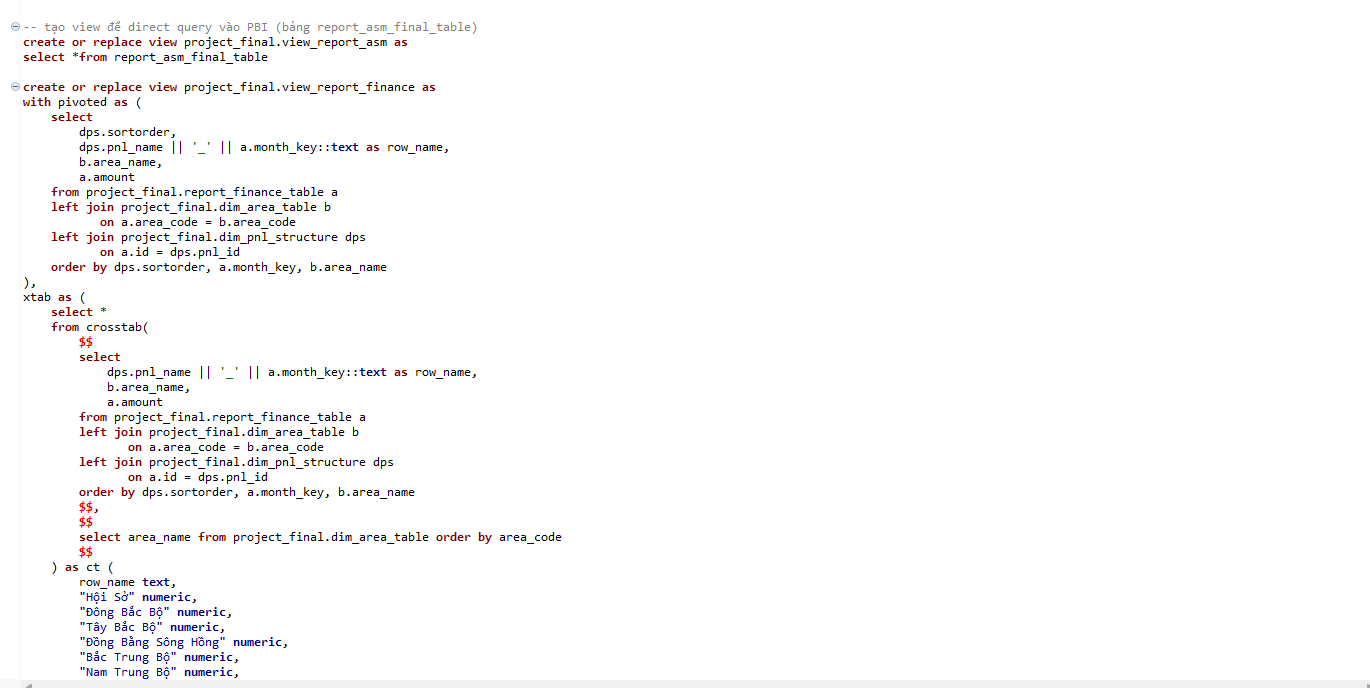 -- tạo view để direct query vào PBI (bảng report_asm_final_table)
create or replace view project_final.view_report_asm as
select *from report_asm_final_table
create or replace view project_final.view_report_finance as
with pivoted as (
select
dps.sortorder,
dps.pnl_name || '_' || a.month_key::text as row_name,
b.area_name,
a.amount
from project_final.report_finance_table a
left join project_final.dim_area_table b
on a.area_code = b.area_code
left join project_final.dim_pnl_structure dps
on a.id = dps.pnl_id
order by dps.sortorder, a.month_key, b.area_name
),
xtab as (
select *
from crosstab(
$$
select
dps.pnl_name || '_' || a.month_key::text as row_name,
b.area_name,
a.amount
from project_final.report_finance_table a
left join project_final.dim_area_table b
on a.area_code = b.area_code
left join project_final.dim_pnl_structure dps
on a.id = dps.pnl_id
order by dps.sortorder, a.month_key, b.area_name
$$,
$$
select area_name from project_final.dim_area_table order by area_code
$$
) as ct (
row_name text,
"Hội Sở" numeric,
"Đông Bắc Bộ" numeric,
"Tây Bắc Bộ" numeric,
"Đồng Bằng Sông Hồng" numeric,
"Bắc Trung Bộ" numeric,
"Nam Trung Bộ" numeric,